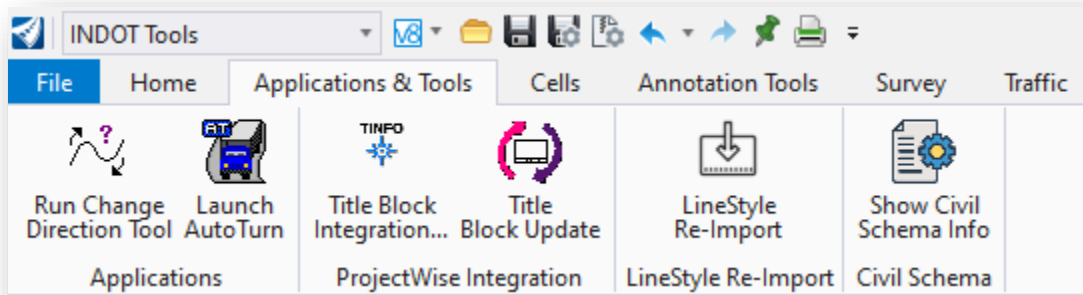 INDOT Tools
V8
File Home Applications & Tools Cells Annotation Tools Survey Traffic
? AT TINFO
Run Change Launch Title Block Title LineStyle Show Civil
Direction Tool AutoTurn Integration... Block Update Re-Import Schema Info
Applications ProjectWise Integration LineStyle Re-Import Civil Schema